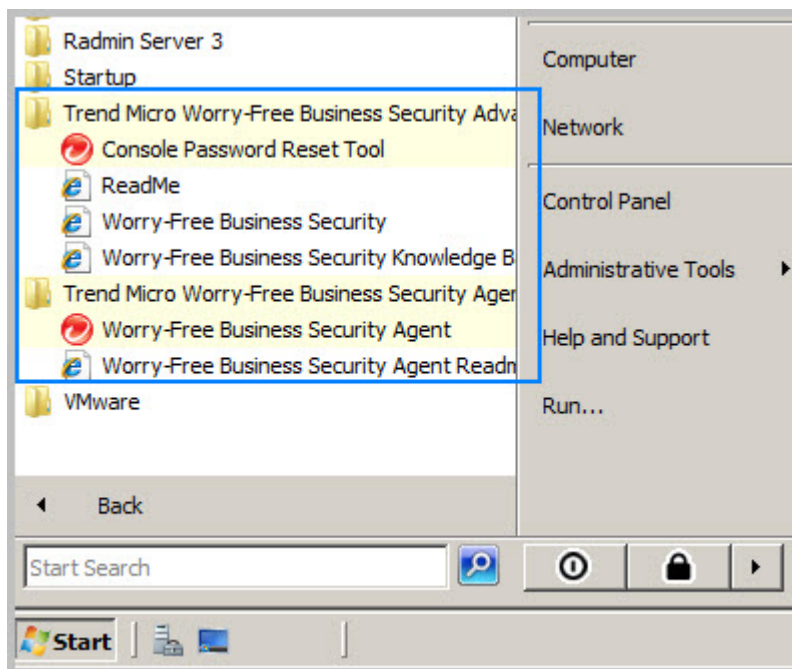 Radmin Server 3
Startup
Trend Micro Worry-Free Business Security Adva
Console Password Reset Tool
ReadMe
Worry-Free Business Security
Worry-Free Business Security Knowledge B
Trend Micro Worry-Free Business Security Agen
Worry-Free Business Security Agent
Worry-Free Business Security Agent Readm
VMware
Back
Start Search
Start
Computer
Network
Control Panel
Administrative Tools
Help and Support
Run...